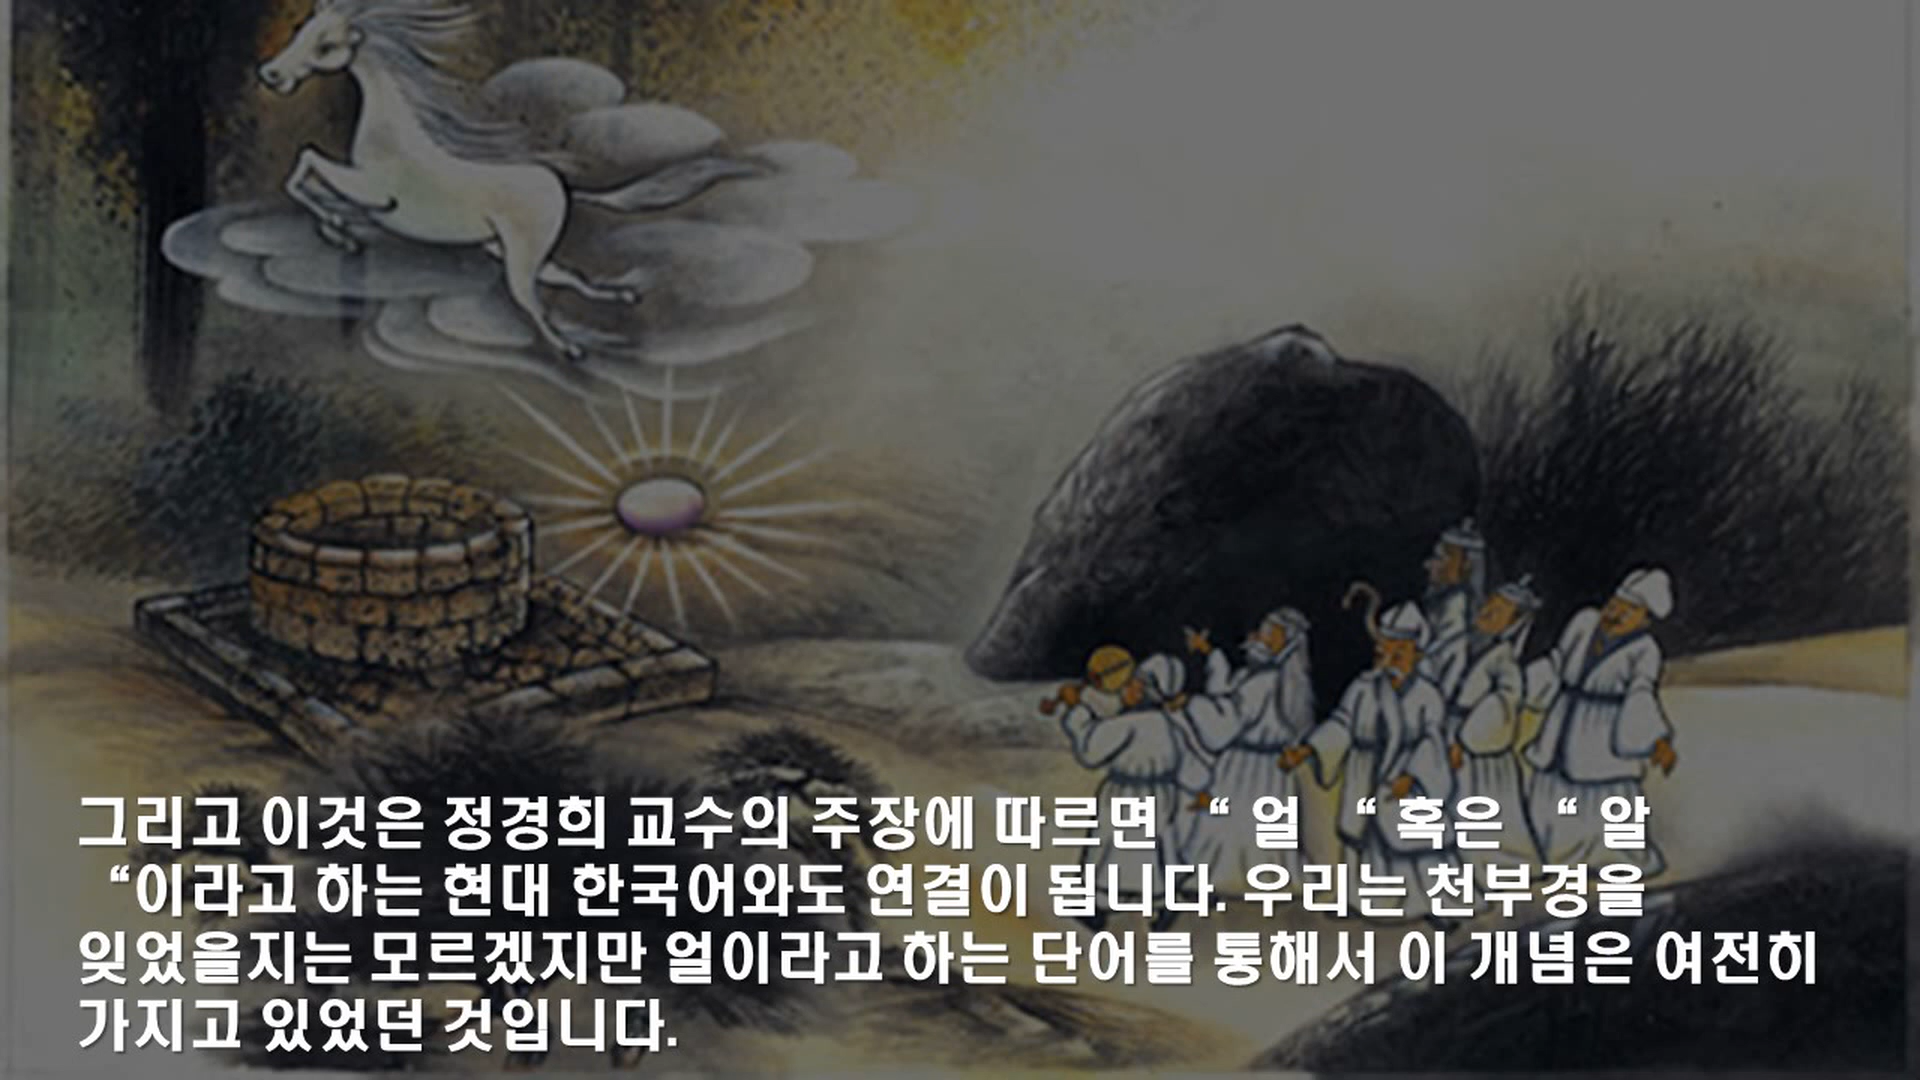 그리고 이것은 정경희 교수의 주장에 따르면 “ 얼 “ 혹은 “ 알
“이라고 하는 현대 한국어와도 연결이 됩니다. 우리는 천부경을
잊었을지는 모르겠지만 얼이라고 하는 단어를 통해서 이 개념은 여전히
가지고 있었던 것입니다.